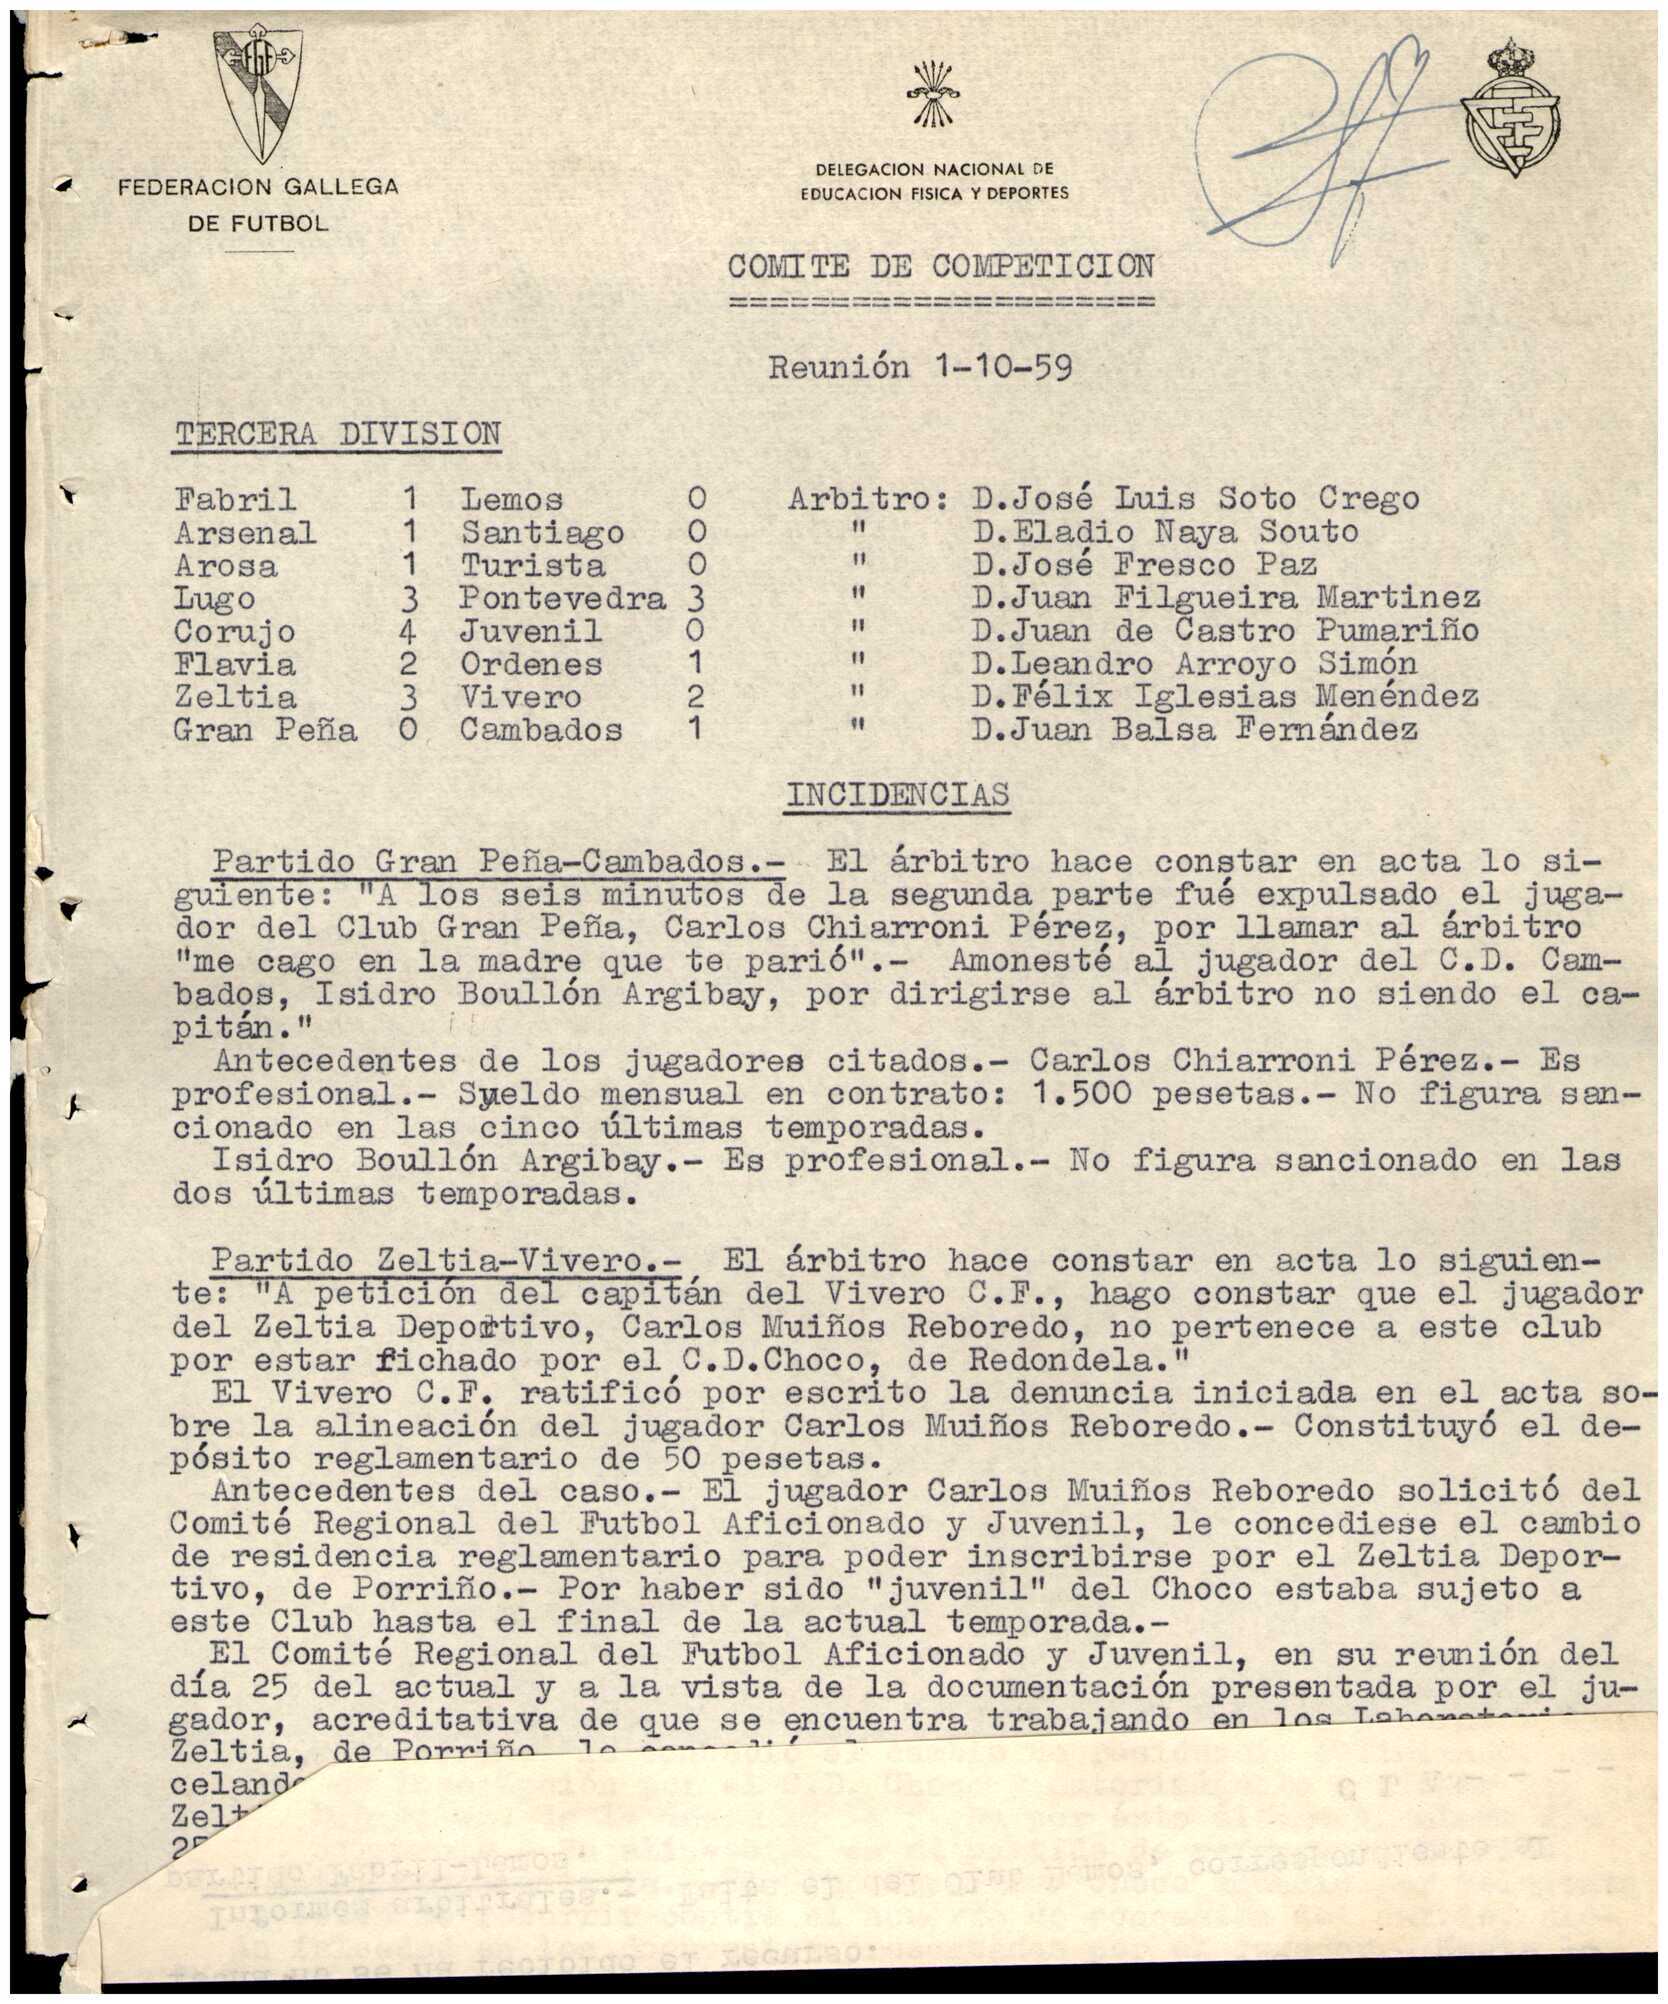 FEDERACION GALLEGA
DE FUTBOL
DELEGACION NACIONAL DE
EDUCACION FISICA Y DEPORTES
COMITE DE COMPETICION
=====================
Reunión 1-10-59
TERCERA DIVISION
Fabril 1 Lemos 0 Arbitro: D.José Luis Soto Crego
Arsenal 1 Santiago 0 " D.Eladio Naya Souto
Arosa 1 Turista 0 " D.José Fresco Paz
Lugo 3 Pontevedra 3 " D.Juan Filgueira Martinez
Corujo 4 Juvenil 0 " D.Juan de Castro Pumariño
Flavia 2 Ordenes 1 " D.Leandro Arroyo Simón
Zeltia 3 Vivero 2 " D.Félix Iglesias Menéndez
Gran Peña 0 Cambados 1 " D.Juan Balsa Fernández
INCIDENCIAS
Partido Gran Peña-Cambados.- El árbitro hace constar en acta lo si-
guiente: "A los seis minutos de la segunda parte fué expulsado el juga-
dor del Club Gran Peña, Carlos Chiarroni Pérez, por llamar al árbitro
"me cago en la madre que te parió".- Amonesté al jugador del C.D. Cam-
bados, Isidro Boullón Argibay, por dirigirse al árbitro no siendo el ca-
pitán."
Antecedentes de los jugadores citados.- Carlos Chiarroni Pérez.- Es
profesional.- Sueldo mensual en contrato: 1.500 pesetas.- No figura san-
cionado en las cinco últimas temporadas.
Isidro Boullón Argibay.- Es profesional.- No figura sancionado en las
dos últimas temporadas.
Partido Zeltia-Vivero.- El árbitro hace constar en acta lo siguien-
te: "A petición del capitán del Vivero C.F., hago constar que el jugador
del Zeltia Deportivo, Carlos Muiños Reboredo, no pertenece a este club
por estar fichado por el C.D.Choco, de Redondela."
El Vivero C.F. ratificó por escrito la denuncia iniciada en el acta so-
bre la alineación del jugador Carlos Muiños Reboredo.- Constituyó el de-
pósito reglamentario de 50 pesetas.
Antecedentes del caso.- El jugador Carlos Muiños Reboredo solicitó del
Comité Regional del Futbol Aficionado y Juvenil, le concediese el cambio
de residencia reglamentario para poder inscribirse por el Zeltia Depor-
tivo, de Porriño.- Por haber sido "juvenil" del Choco estaba sujeto a
este Club hasta el final de la actual temporada.-
El Comité Regional del Futbol Aficionado y Juvenil, en su reunión del
día 25 del actual y a la vista de la documentación presentada por el ju-
gador, acreditativa de que se encuentra trabajando en los
Zeltia, de Porriño